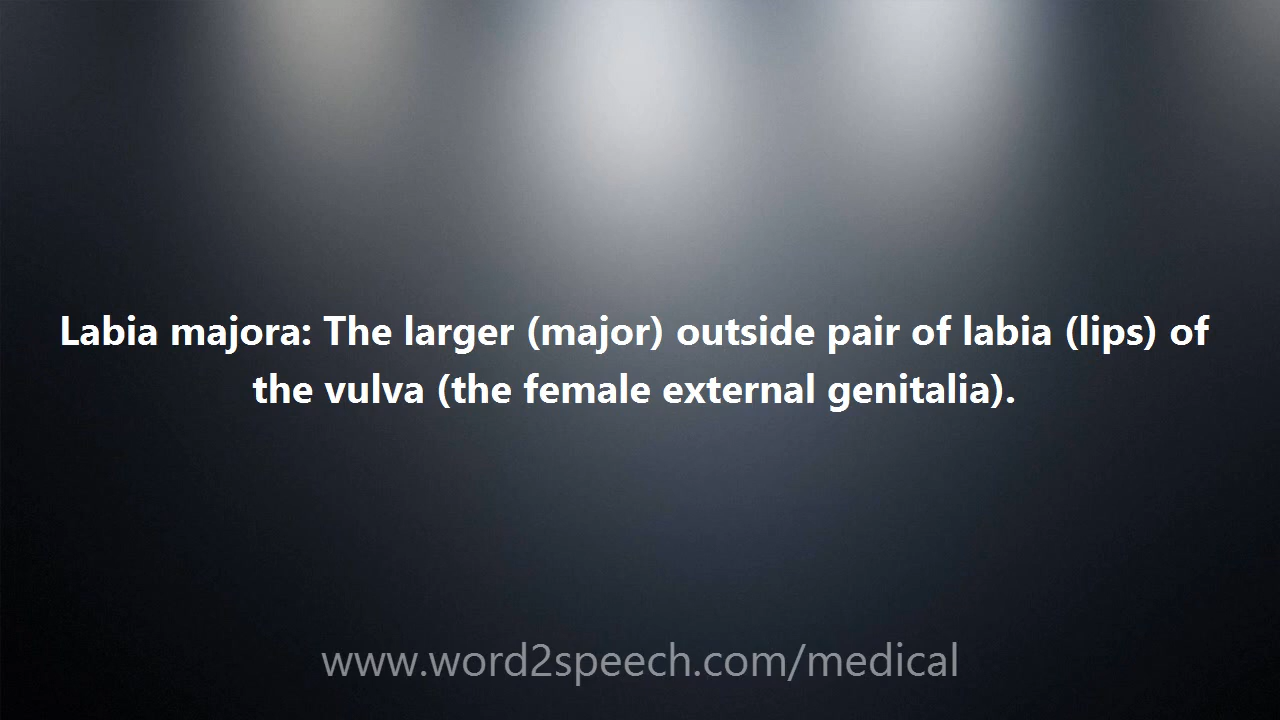 Labia majora: The larger (major) outside pair of labia (lips) of
the vulva (the female external genitalia).
www.word2speech.com/medical